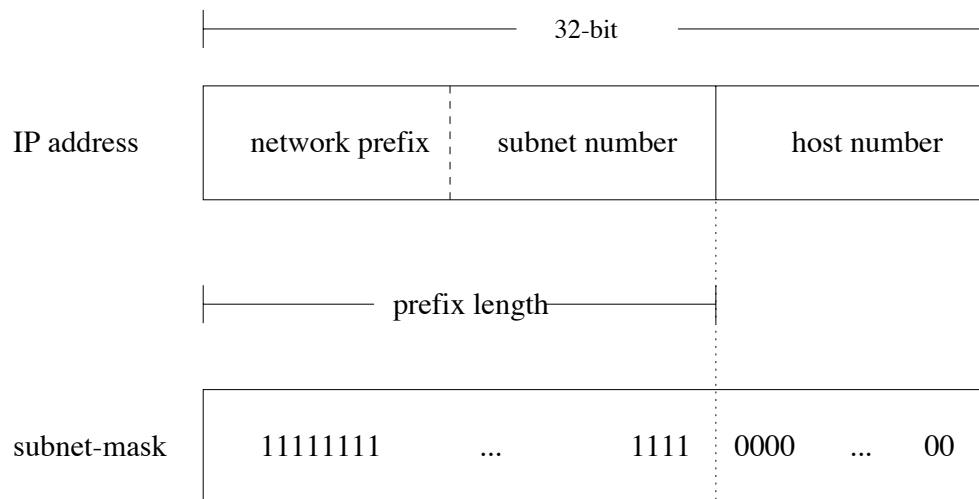 32-bit
IP address network prefix subnet number host number
prefix length
subnet-mask 11111111 ... 1111 0000 ... 00